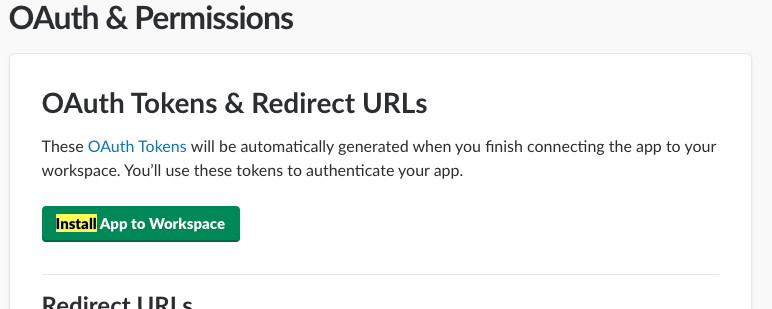 OAuth & Permissions
OAuth Tokens & Redirect URLs
These OAuth Tokens will be automatically generated when you finish connecting the app to your
workspace. You’ll use these tokens to authenticate your app.
Install App to Workspace
Redirect URLs